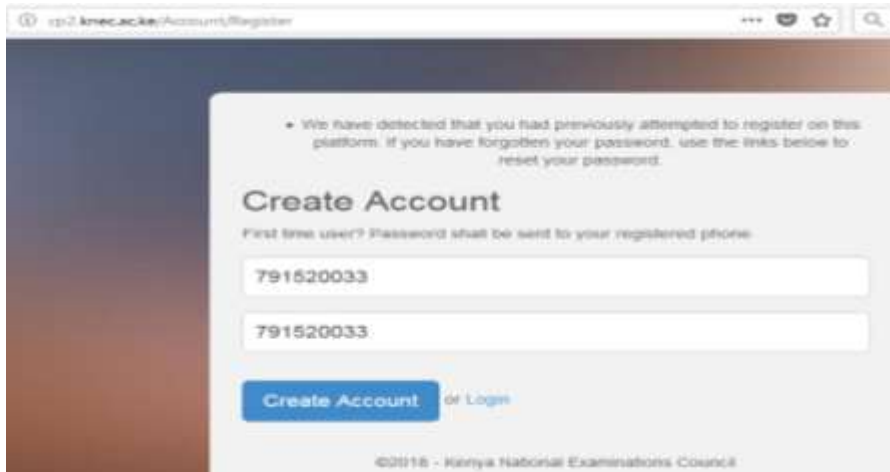 cp2.knec.ac.ke/Account/Register
• We have detected that you had previously attempted to register on this
platform. If you have forgotten your password, use the links below to
reset your password.
Create Account
First time user? Password shall be sent to your registered phone
791520033
791520033
Create Account or Login
©2018 - Kenya National Examinations Council